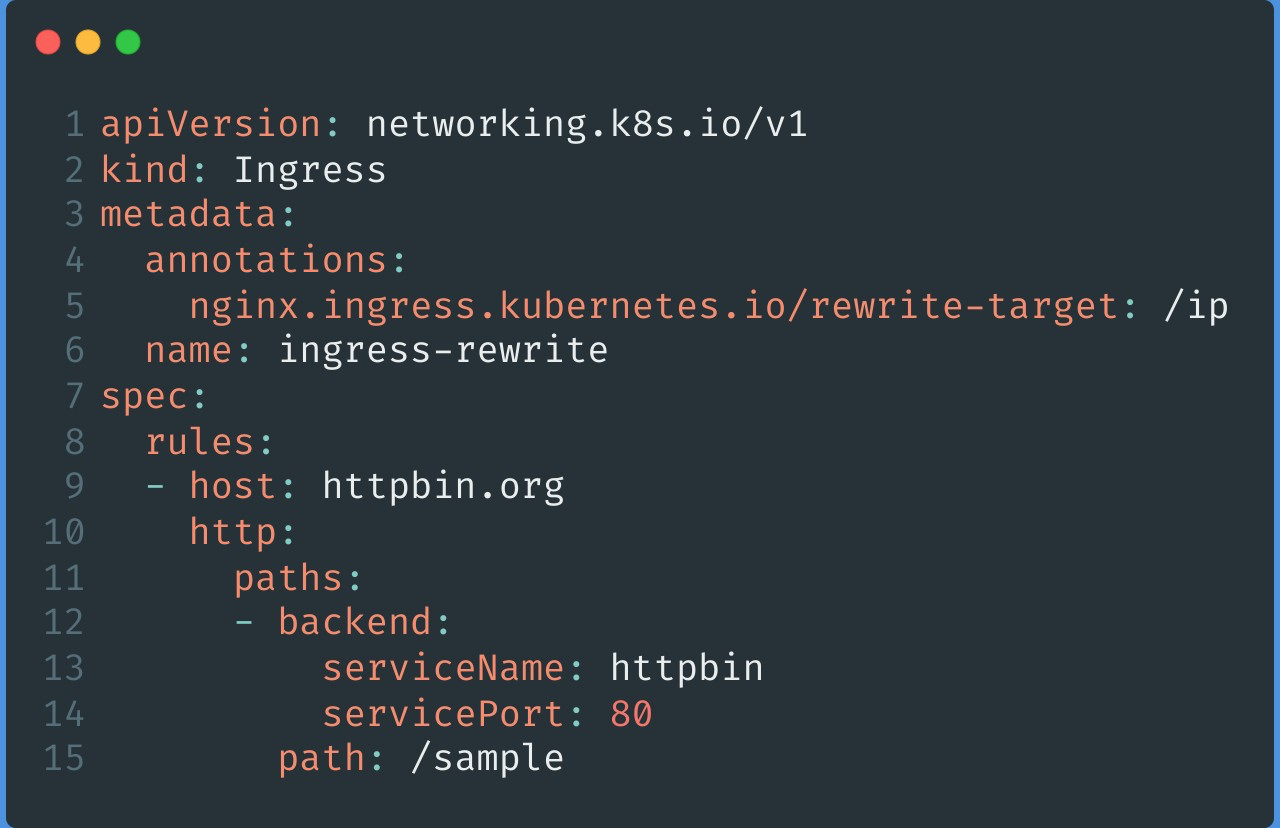 1 apiVersion: networking.k8s.io/v1
2 kind: Ingress
3 metadata:
4   annotations:
5     nginx.ingress.kubernetes.io/rewrite-target: /ip
6   name: ingress-rewrite
7 spec:
8   rules:
9   - host: httpbin.org
10     http:
11       paths:
12       - backend:
13           serviceName: httpbin
14           servicePort: 80
15         path: /sample